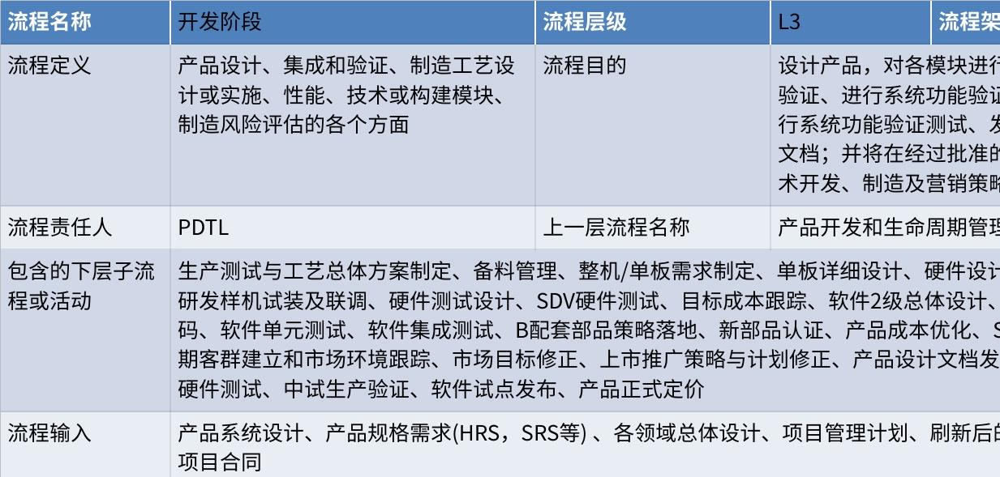 流程名称 开发阶段 流程层级 L3 流程架
流程定义 产品设计、集成和验证、制造工艺设 流程目的 设计产品，对各模块进行
计或实施、性能、技术或构建模块、 验证、进行系统功能验证
制造风险评估的各个方面 行系统功能验证测试、发
文档；并将在经过批准的
术开发、制造及营销策略
流程责任人 PDTL 上一层流程名称 产品开发和生命周期管理
包含的下层子流 生产测试与工艺总体方案制定、备料管理、整机/单板需求制定、单板详细设计、硬件设计
程或活动 研发样机试装及联调、硬件测试设计、SDV硬件测试、目标成本跟踪、软件2级总体设计、
码、软件单元测试、软件集成测试、B配套部品策略落地、新部品认证、产品成本优化、S
期客群建立和市场环境跟踪、市场目标修正、上市推广策略与计划修正、产品设计文档发
硬件测试、中试生产验证、软件试点发布、产品正式定价
流程输入 产品系统设计、产品规格需求(HRS，SRS等) 、各领域总体设计、项目管理计划、刷新后的
项目合同